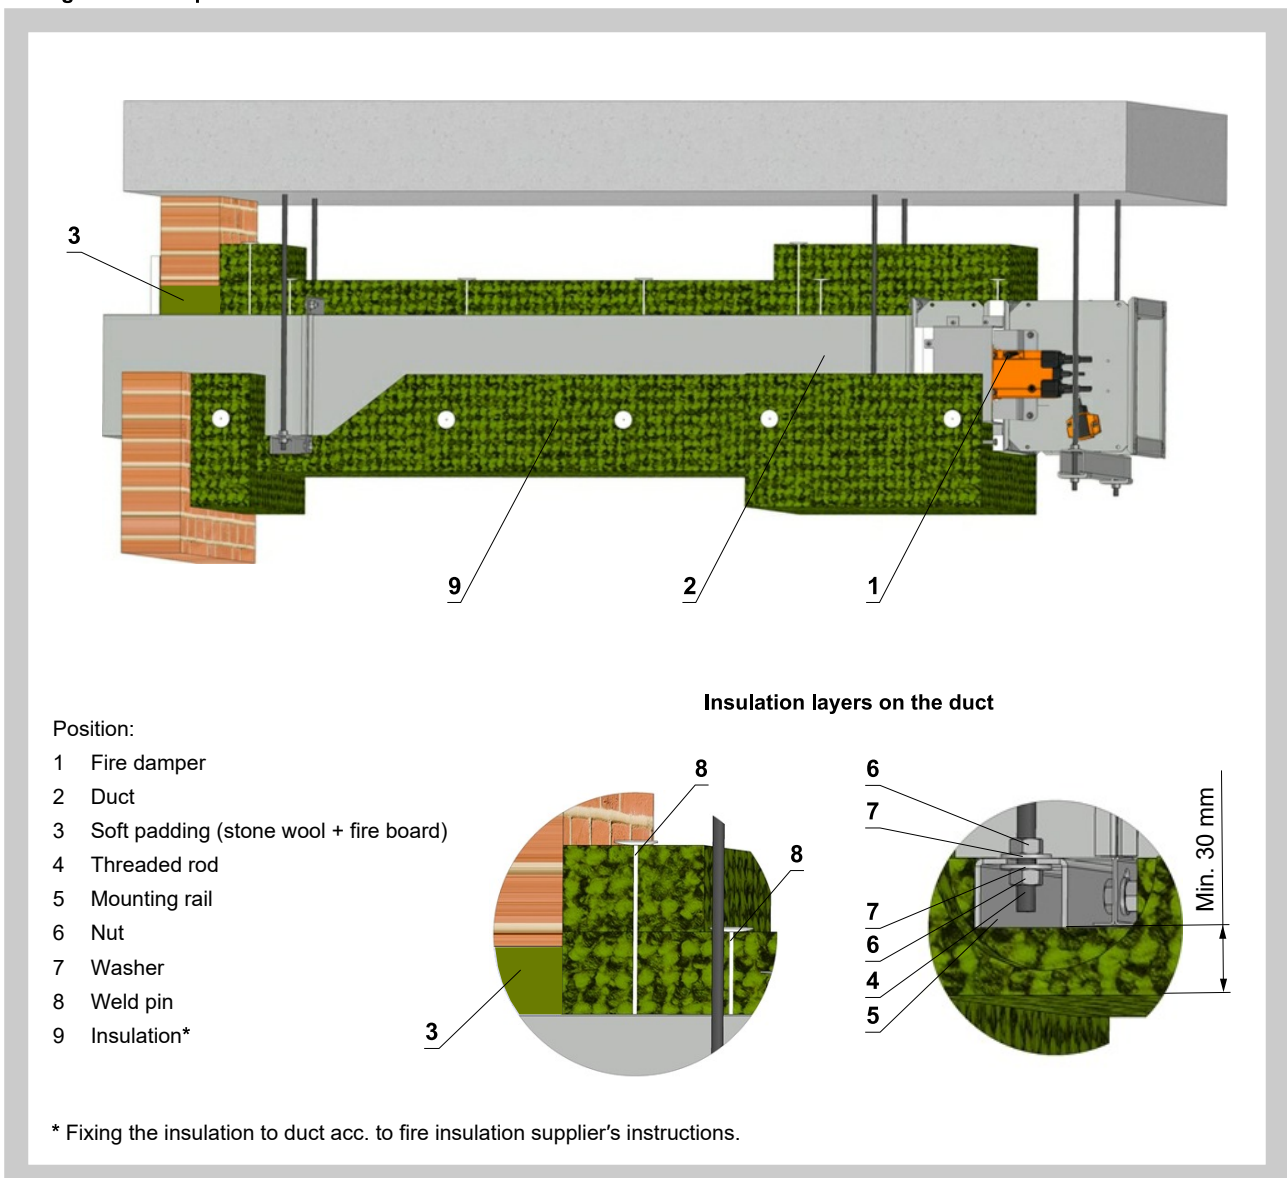 3
9
2
1
Insulation layers on the duct
Position:
1 Fire damper
2 Duct
3 Soft padding (stone wool + fire board)
4 Threaded rod
5 Mounting rail
6 Nut
7 Washer
8 Weld pin
9 Insulation*
8
8
3
6
7
7
6
4
5
Min. 30 mm
* Fixing the insulation to duct acc. to fire insulation supplier's instructions.